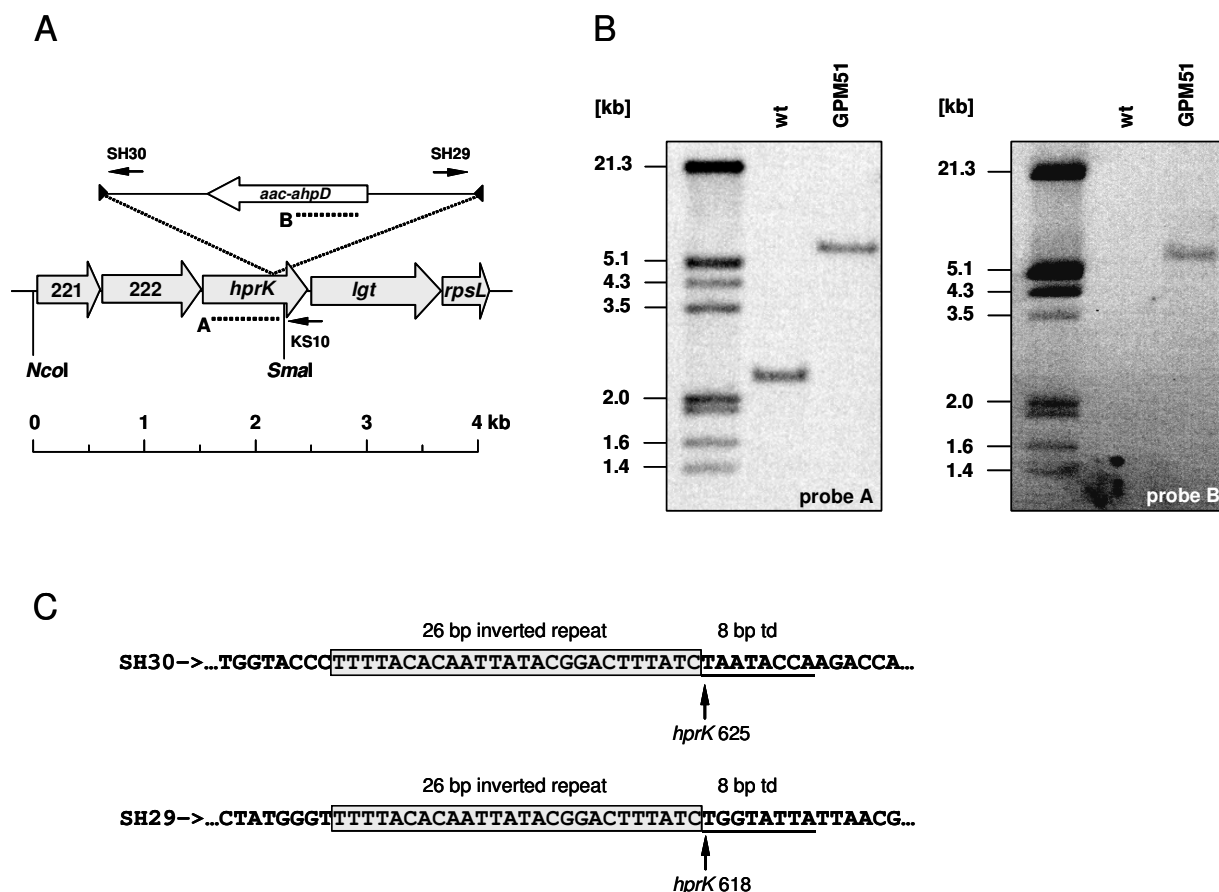 A
SH30
SH29
aac-ahpD
B
221
222
hprK
lgt
rpsL
A
KS10
NcoI
SmaI
0
1
2
3
4 kb
B
[kb]
wt
GPM51
21.3
5.1
4.3
3.5
2.0
1.6
1.4
probe A
[kb]
wt
GPM51
21.3
5.1
4.3
3.5
2.0
1.6
1.4
probe B
C
26 bp inverted repeat
8 bp td
SH30->…TGGTACCCTTTTACACAATTATACGGACTTTATCTAATACCAAGACCA…
hprK 625
26 bp inverted repeat
8 bp td
SH29->…CTATGGGTTTTTACACAATTATACGGACTTTATCTGGTATTATTAACG…
hprK 618